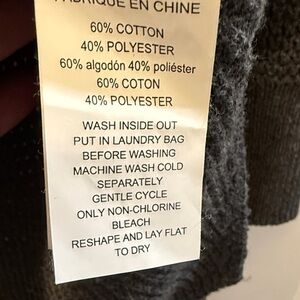 FABRIQUE EN CHINE
60% COTTON
40% POLYESTER
60% algodón 40% poliéster
60% COTON
40% POLYESTER
WASH INSIDE OUT
PUT IN LAUNDRY BAG
BEFORE WASHING
MACHINE WASH COLD
SEPARATELY
GENTLE CYCLE
ONLY NON-CHLORINE
BLEACH
RESHAPE AND LAY FLAT
TO DRY